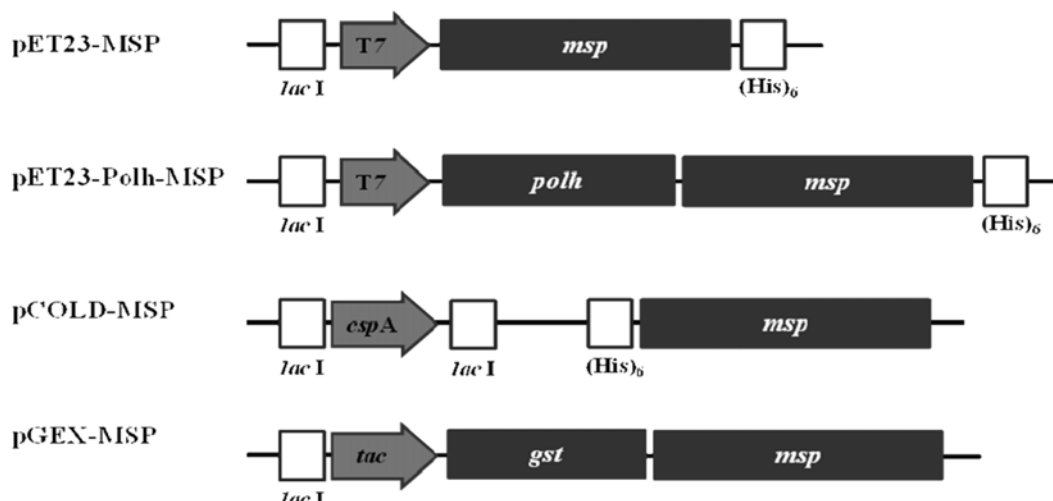 pET23-MSP
T7 msp
lac I (His)6
pET23-Polh-MSP
T7 polh msp
lac I (His)6
pCOLD-MSP
cspA msp
lac I lac I (His)6
pGEX-MSP
tac gst msp
lac I